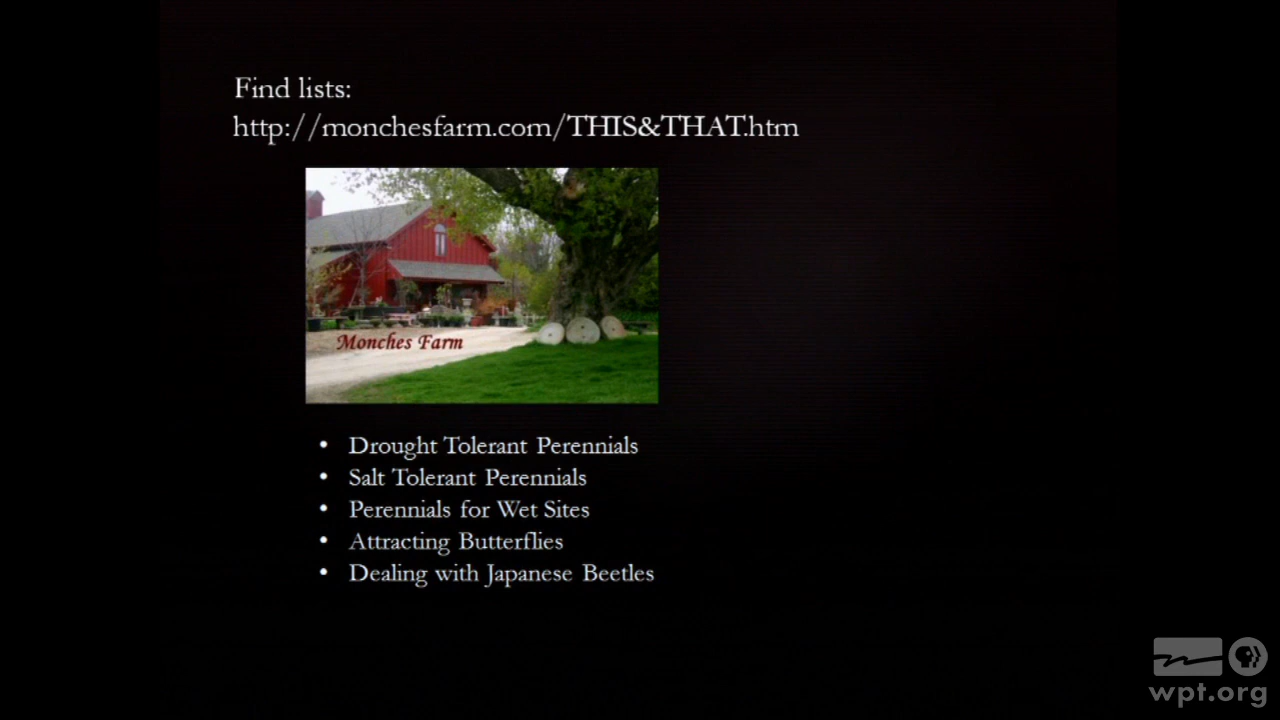 Find lists:
http://monchesfarm.com/THIS&THAT.htm
Monches Farm
• Drought Tolerant Perennials
• Salt Tolerant Perennials
• Perennials for Wet Sites
• Attracting Butterflies
• Dealing with Japanese Beetles
wpt.org